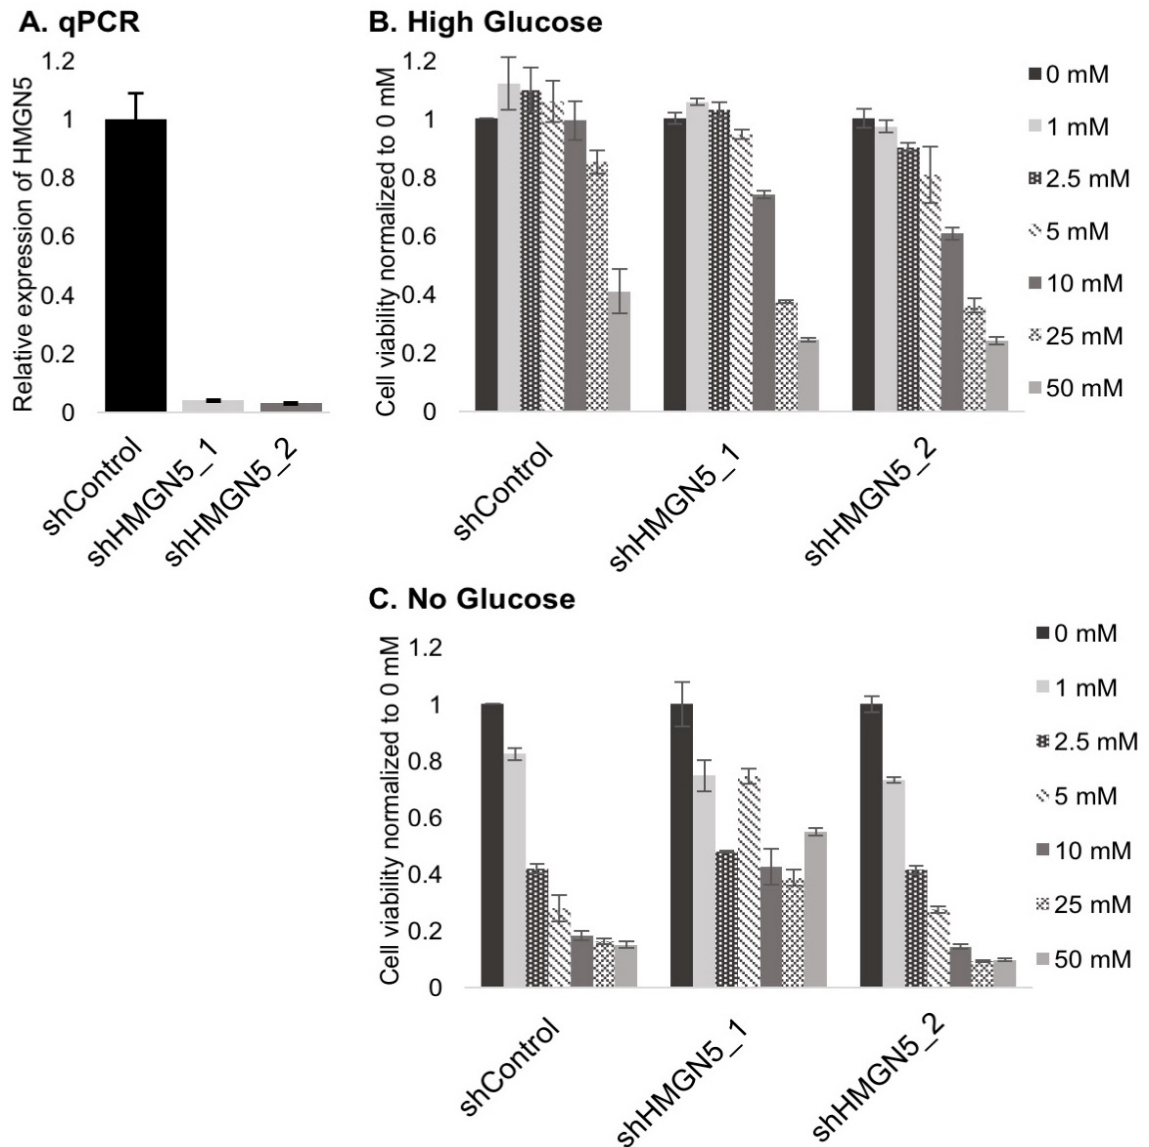 A. qPCR
Relative expression of HMGN5
1.2
1
0.8
0.6
0.4
0.2
0
shControl
shHMGN5_1
shHMGN5_2
B. High Glucose
Cell viability normalized to 0 mM
1.2
1
0.8
0.6
0.4
0.2
0
shControl
shHMGN5_1
shHMGN5_2
0 mM
1 mM
2.5 mM
5 mM
10 mM
25 mM
50 mM
C. No Glucose
Cell viability normalized to 0 mM
1.2
1
0.8
0.6
0.4
0.2
0
shControl
shHMGN5_1
shHMGN5_2
0 mM
1 mM
2.5 mM
5 mM
10 mM
25 mM
50 mM